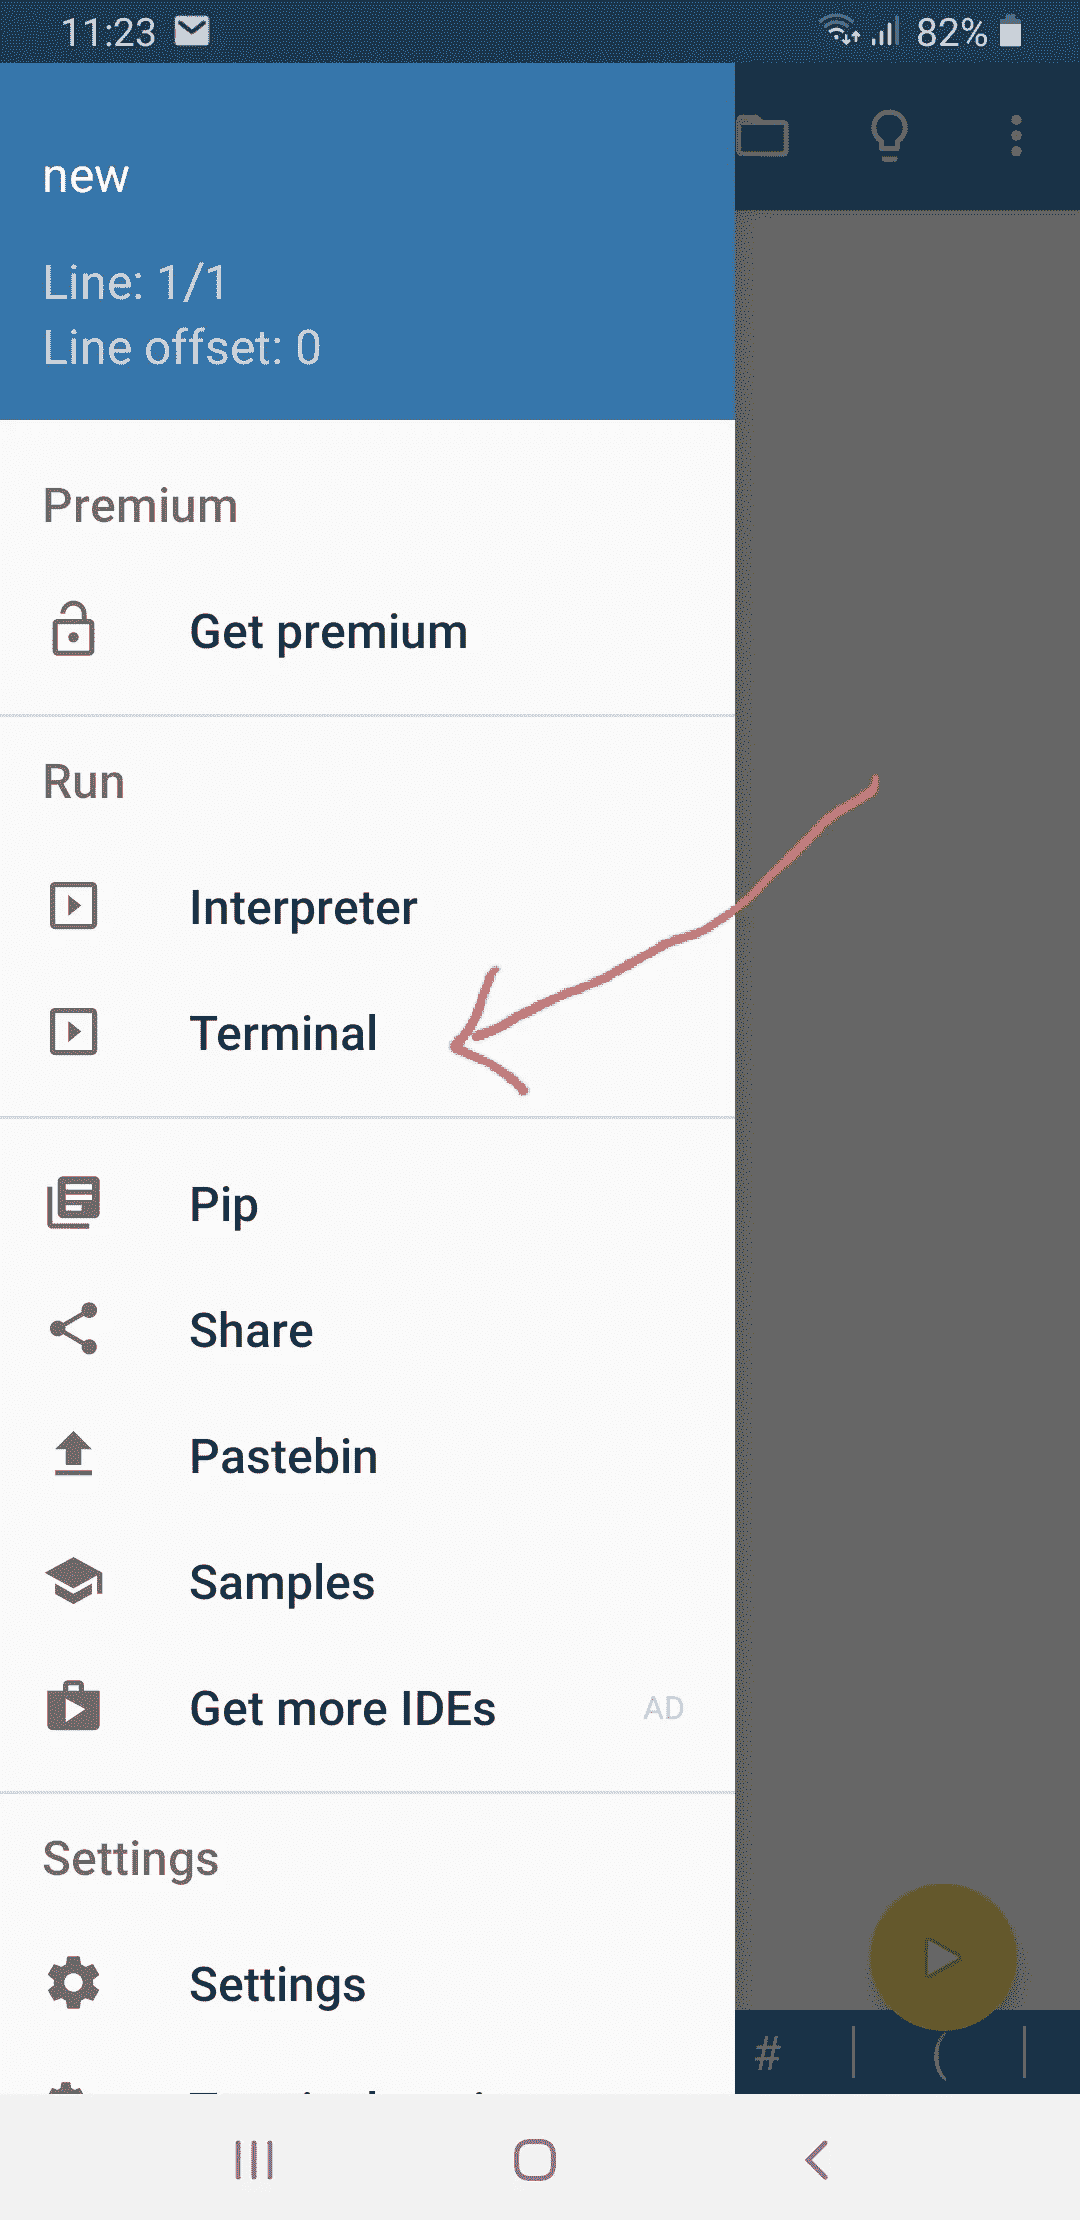 11:23 82%
new
Line: 1/1
Line offset: 0
Premium
Get premium
Run
Interpreter
Terminal
Pip
Share
Pastebin
Samples
Get more IDEs AD
Settings
Settings
# (